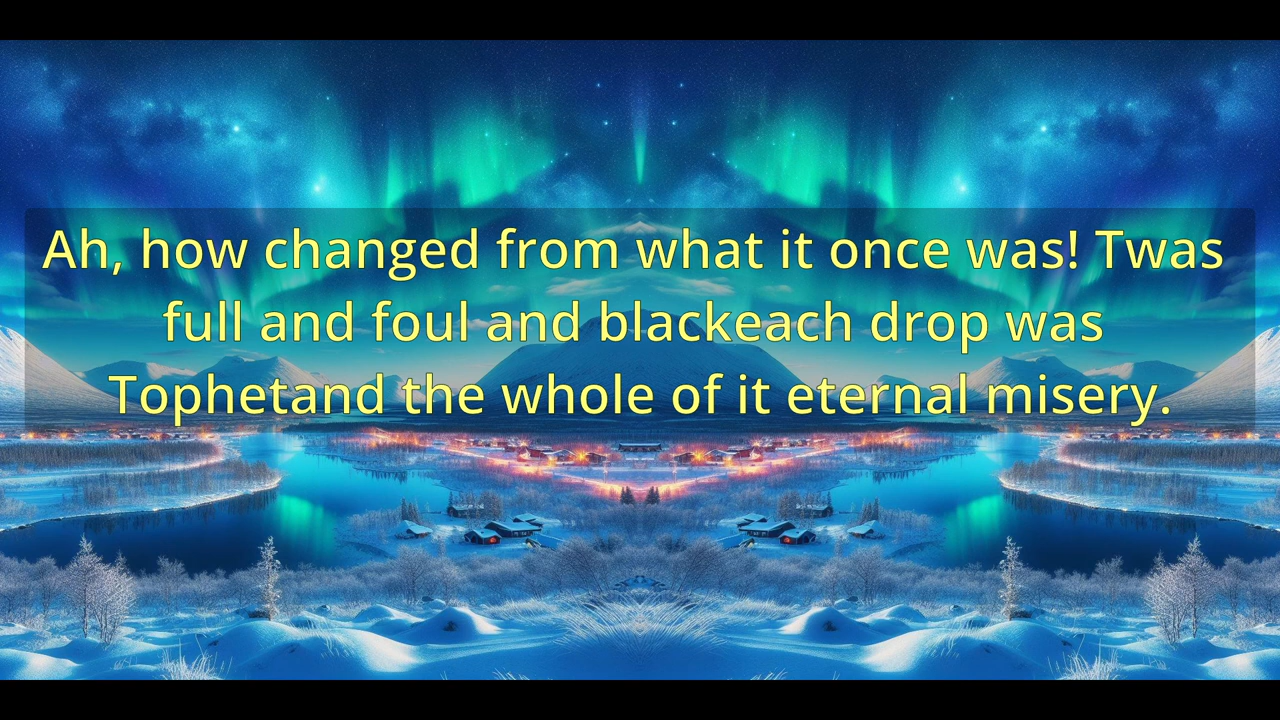 Ah, how changed from what it once was! Twas
full and foul and blackeach drop was
Tophetand the whole of it eternal misery.